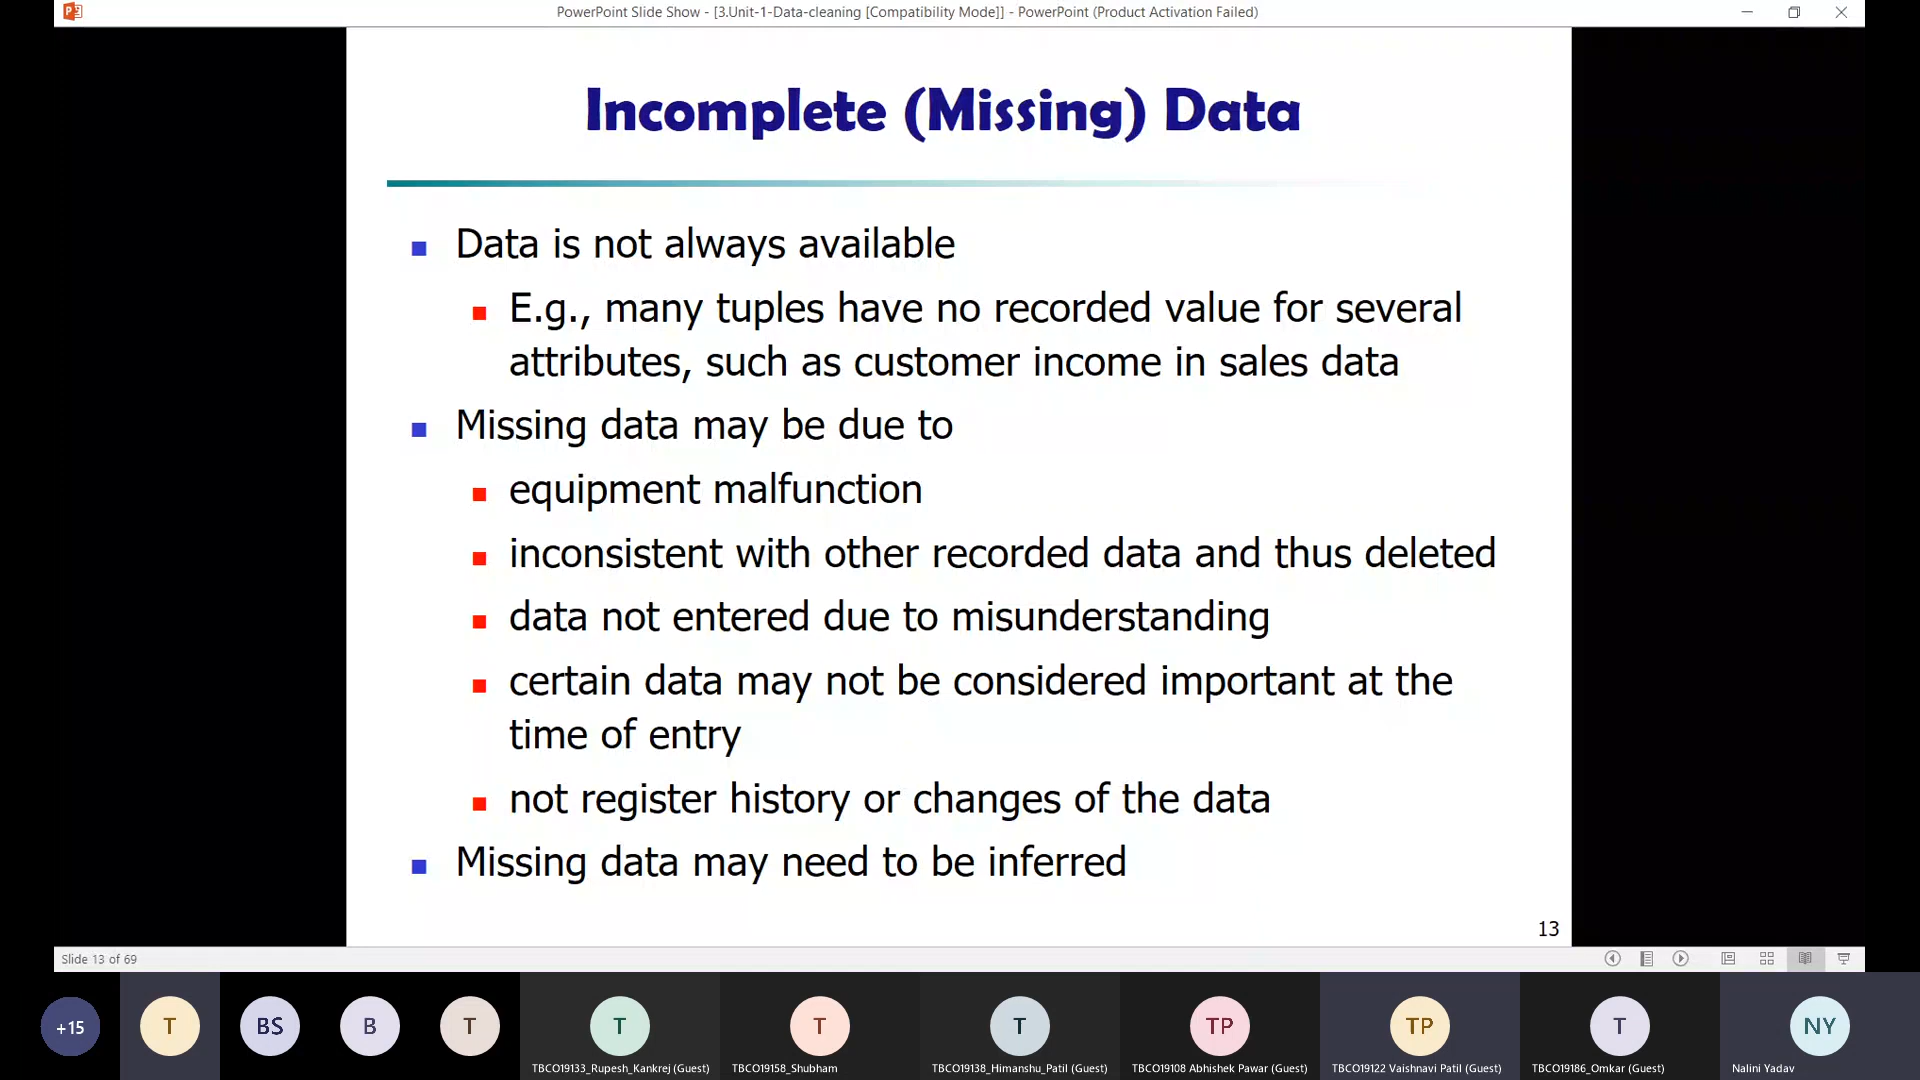 PowerPoint Slide Show - [3.Unit-1-Data-cleaning [Compatibility Mode]] - PowerPoint (Product Activation Failed)
Incomplete (Missing) Data
Data is not always available
E.g., many tuples have no recorded value for several
attributes, such as customer income in sales data
Missing data may be due to
equipment malfunction
inconsistent with other recorded data and thus deleted
data not entered due to misunderstanding
certain data may not be considered important at the
time of entry
not register history or changes of the data
Missing data may need to be inferred
13
Slide 13 of 69
+15
T
BS
B
T
T
T
T
TP
TP
T
NY
TBCO19133_Rupesh_Kankrej (Guest)
TBCO19158_Shubham
TBCO19138_Himanshu_Patil (Guest)
TBCO19108 Abhishek Pawar (Guest)
TBCO19122 Vaishnavi Patil (Guest)
TBCO19186_Omkar (Guest)
Nalini Yadav